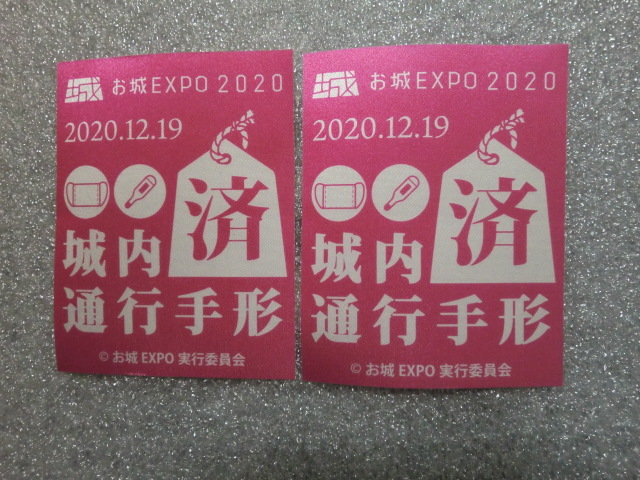 城 お城EXPO 2020
2020.12.19
済
城内
通行手形
© お城 EXPO 実行委員会
城 お城EXPO 2020
2020.12.19
済
城内
通行手形
© お城 EXPO 実行委員会